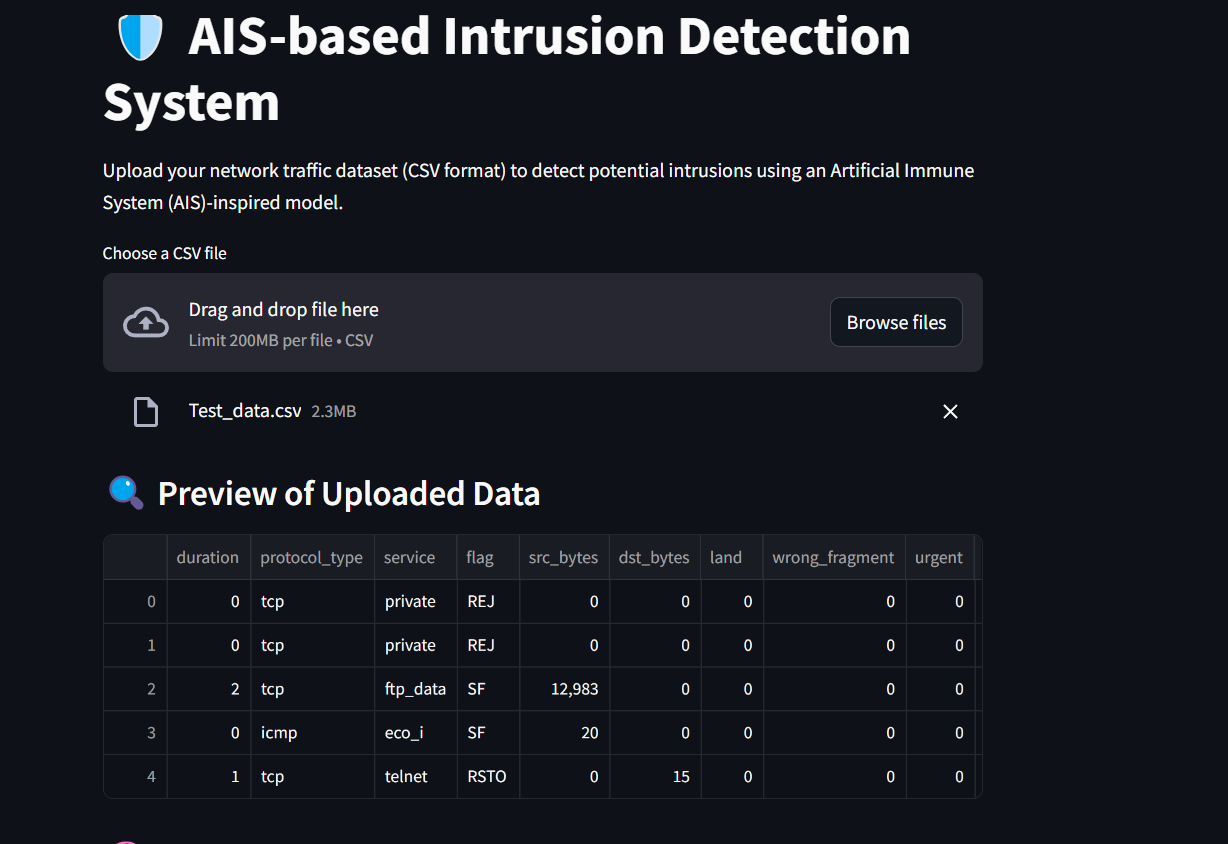 AIS-based Intrusion Detection
System
Upload your network traffic dataset (CSV format) to detect potential intrusions using an Artificial Immune
System (AIS)-inspired model.
Choose a CSV file
Drag and drop file here
Limit 200MB per file • CSV
Browse files
Test_data.csv 2.3MB
Preview of Uploaded Data
duration protocol_type service flag src_bytes dst_bytes land wrong_fragment urgent
0 0 tcp private REJ 0 0 0 0 0
1 0 tcp private REJ 0 0 0 0 0
2 2 tcp ftp_data SF 12,983 0 0 0 0
3 0 icmp eco_i SF 20 0 0 0 0
4 1 tcp telnet RSTO 0 15 0 0 0